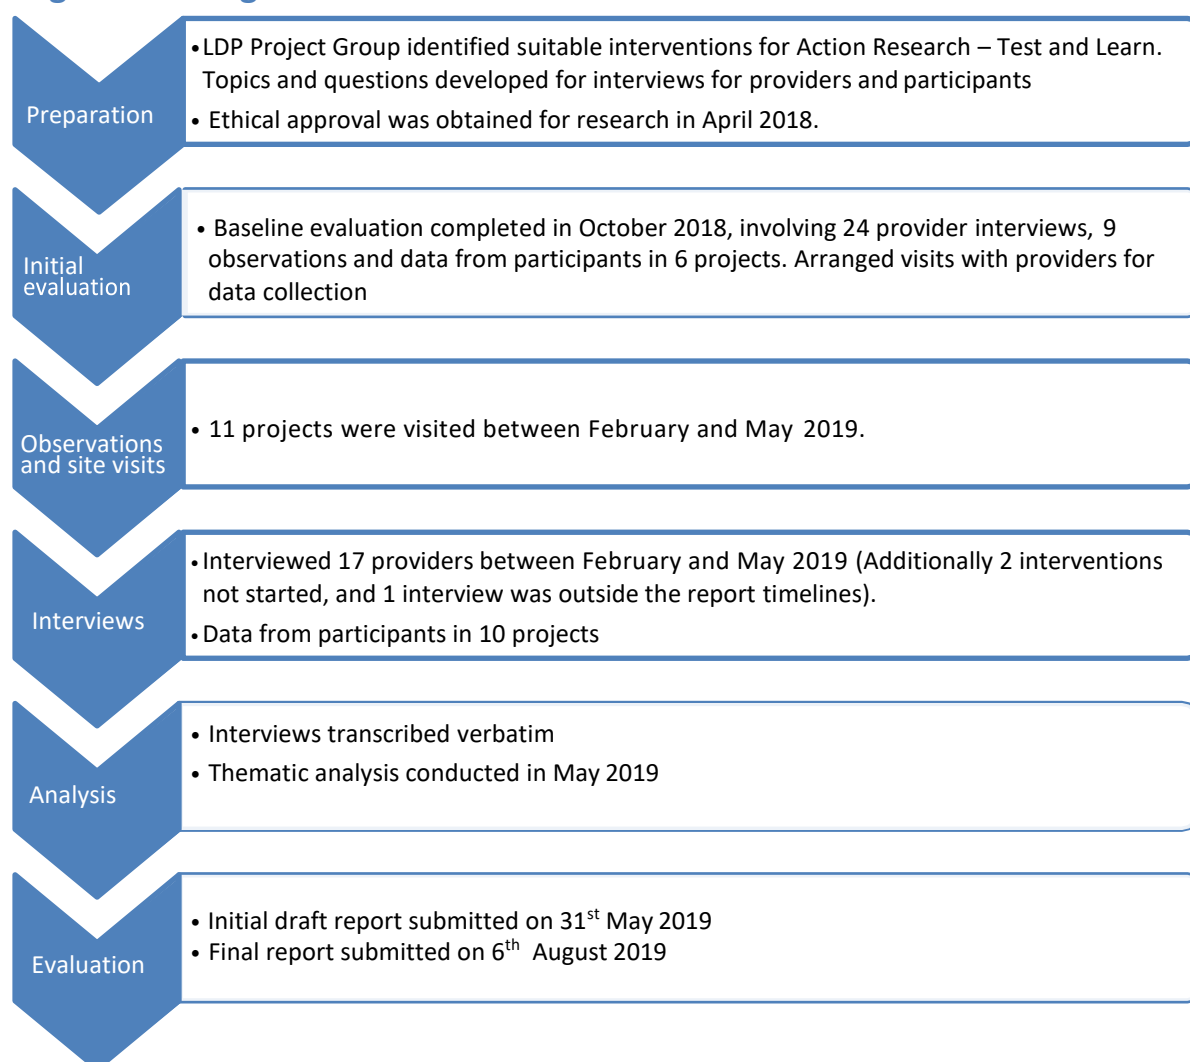 Preparation
•LDP Project Group identified suitable interventions for Action Research – Test and Learn.
Topics and questions developed for interviews for providers and participants
• Ethical approval was obtained for research in April 2018.
Initial
evaluation
• Baseline evaluation completed in October 2018, involving 24 provider interviews, 9
observations and data from participants in 6 projects. Arranged visits with providers for
data collection
Observations
and site visits
• 11 projects were visited between February and May 2019.
Interviews
•Interviewed 17 providers between February and May 2019 (Additionally 2 interventions
not started, and 1 interview was outside the report timelines).
•Data from participants in 10 projects
Analysis
• Interviews transcribed verbatim
• Thematic analysis conducted in May 2019
Evaluation
• Initial draft report submitted on 31st May 2019
• Final report submitted on 6th August 2019